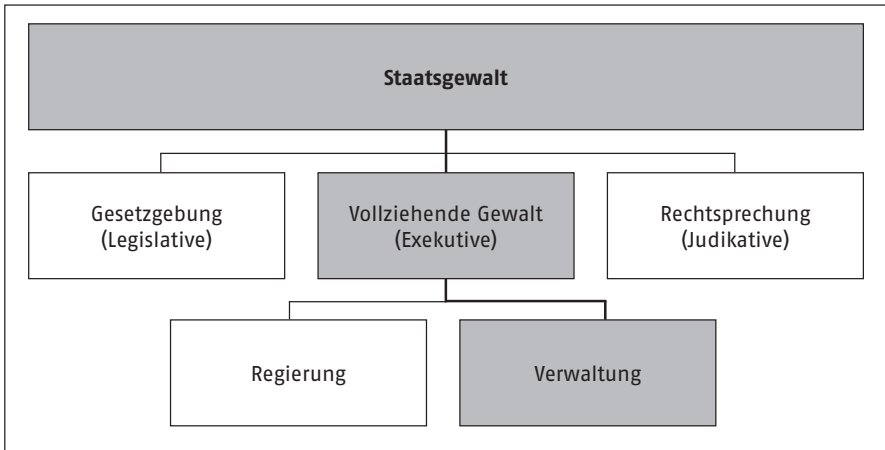 Staatsgewalt
Gesetzgebung
(Legislative)
Vollziehende Gewalt
(Exekutive)
Rechtsprechung
(Judikative)
Regierung
Verwaltung